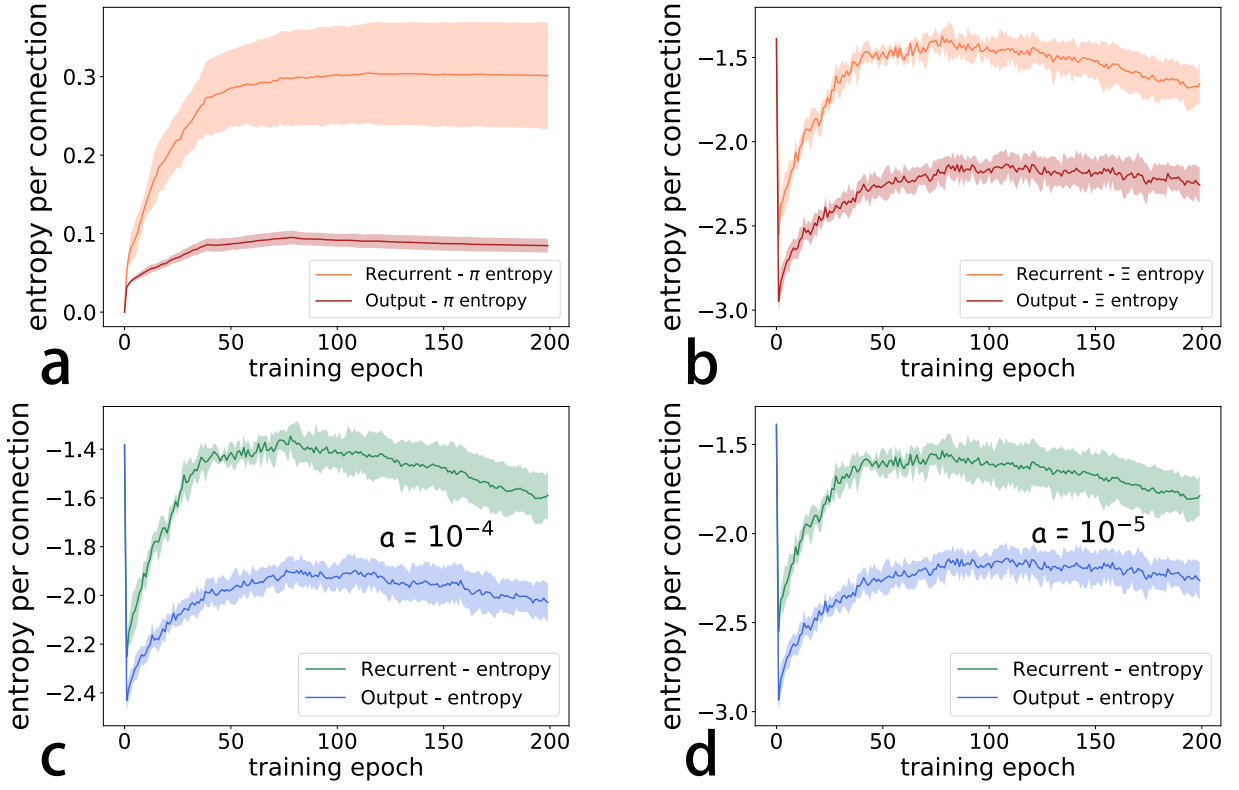 entropy per connection
0.3
0.2
0.1
0.0
Recurrent - π entropy
Output - π entropy
0 50 100 150 200
training epoch
a
entropy per connection
−1.5
−2.0
−2.5
−3.0
Recurrent - Ξ entropy
Output - Ξ entropy
0 50 100 150 200
training epoch
b
entropy per connection
−1.4
−1.6
−1.8
−2.0
−2.2
−2.4
a = 10⁻⁴
Recurrent - entropy
Output - entropy
0 50 100 150 200
training epoch
c
entropy per connection
−1.5
−2.0
−2.5
−3.0
a = 10⁻⁵
Recurrent - entropy
Output - entropy
0 50 100 150 200
training epoch
d